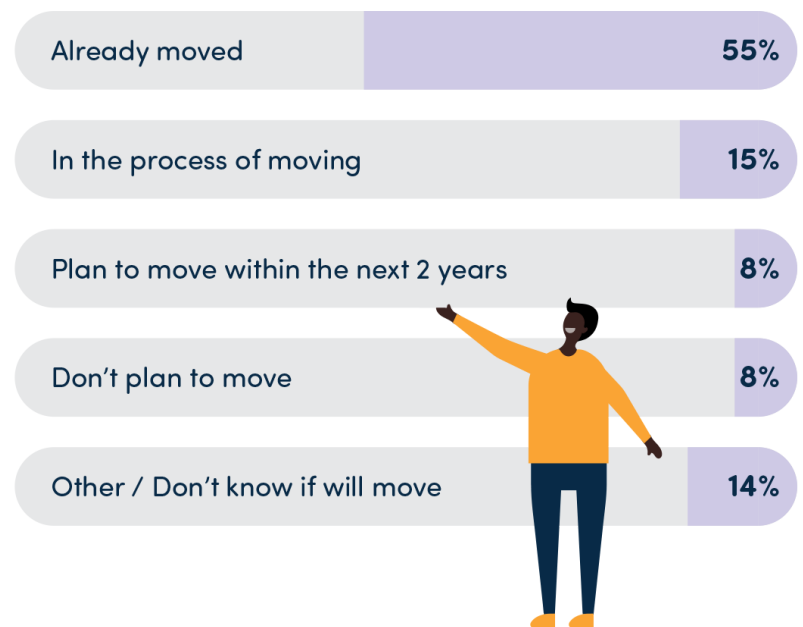 Already moved 55%
In the process of moving 15%
Plan to move within the next 2 years 8%
Don’t plan to move 8%
Other / Don’t know if will move 14%